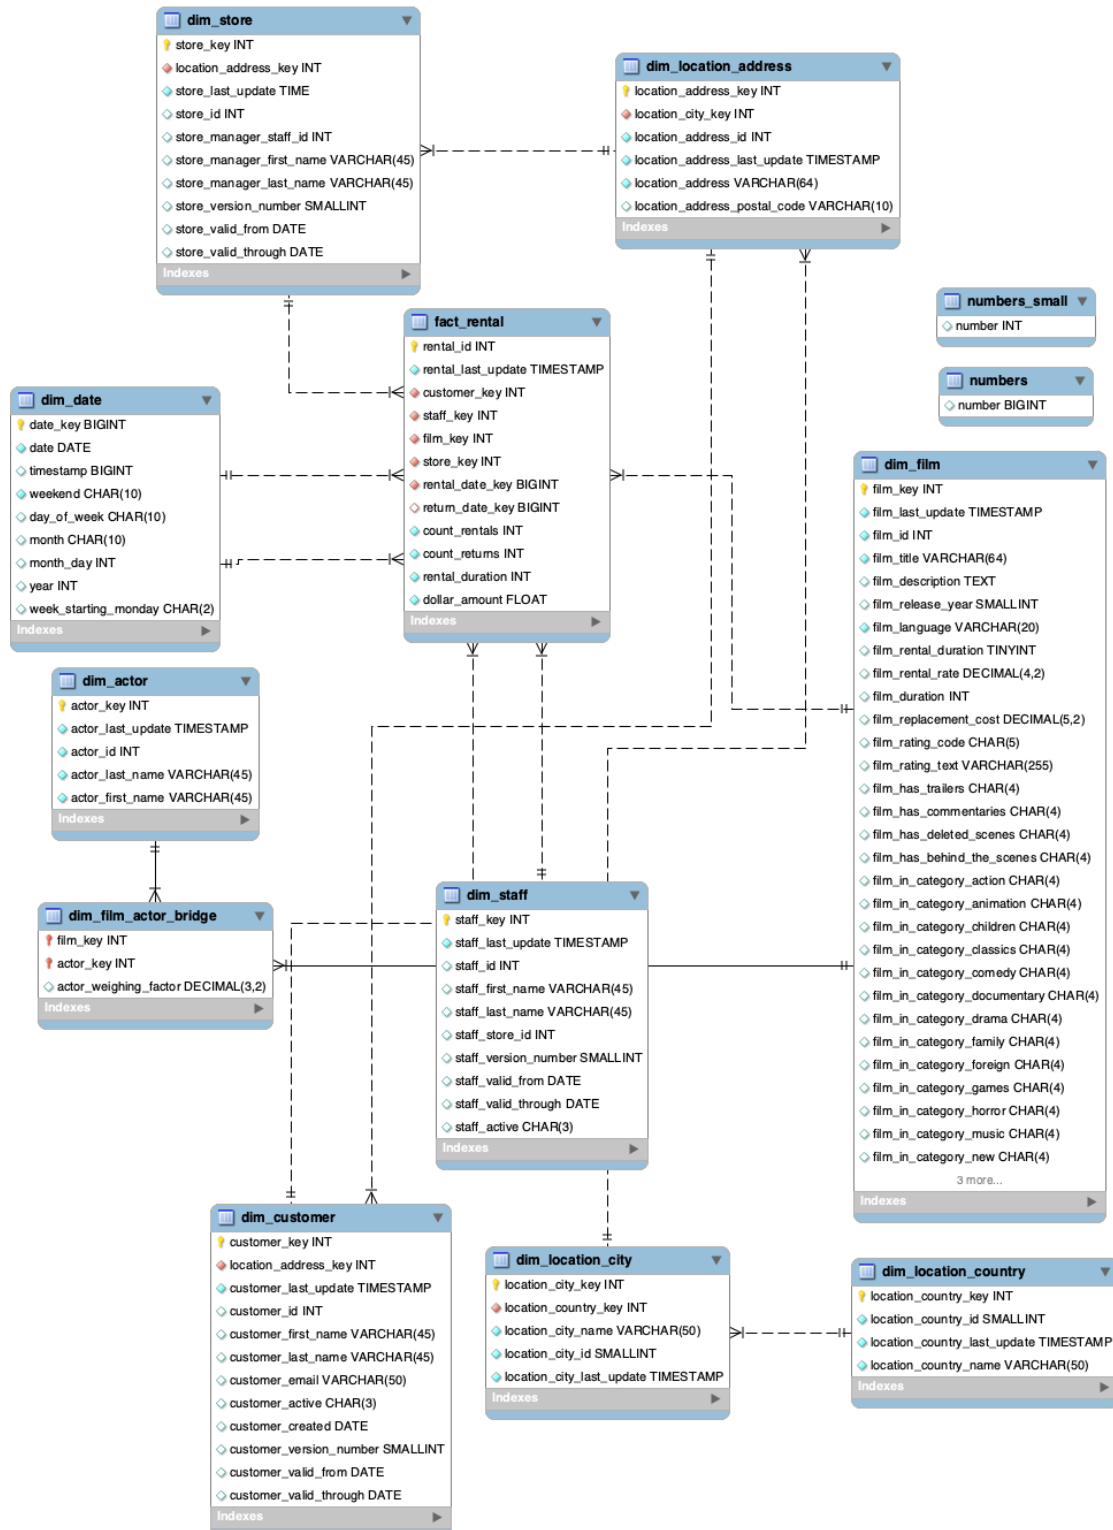 dim_store
store_key INT
location_address_key INT
store_last_update TIME
store_id INT
store_manager_staff_id INT
store_manager_first_name VARCHAR(45)
store_manager_last_name VARCHAR(45)
store_version_number SMALLINT
store_valid_from DATE
store_valid_through DATE
Indexes
dim_location_address
location_address_key INT
location_city_key INT
location_address_id INT
location_address_last_update TIMESTAMP
location_address VARCHAR(64)
location_address_postal_code VARCHAR(10)
Indexes
numbers_small
number INT
numbers
number BIGINT
fact_rental
rental_id INT
rental_last_update TIMESTAMP
customer_key INT
staff_key INT
film_key INT
store_key INT
rental_date_key BIGINT
return_date_key BIGINT
count_rentals INT
count_returns INT
rental_duration INT
dollar_amount FLOAT
Indexes
dim_date
date_key BIGINT
date DATE
timestamp BIGINT
weekend CHAR(10)
day_of_week CHAR(10)
month CHAR(10)
month_day INT
year INT
week_starting_monday CHAR(2)
Indexes
dim_film
film_key INT
film_last_update TIMESTAMP
film_id INT
film_title VARCHAR(64)
film_description TEXT
film_release_year SMALLINT
film_language VARCHAR(20)
film_rental_duration TINYINT
film_rental_rate DECIMAL(4,2)
film_duration INT
film_replacement_cost DECIMAL(5,2)
film_rating_code CHAR(5)
film_rating_text VARCHAR(255)
film_has_trailers CHAR(4)
film_has_commentaries CHAR(4)
film_has_deleted_scenes CHAR(4)
film_has_behind_the_scenes CHAR(4)
film_in_category_action CHAR(4)
film_in_category_animation CHAR(4)
film_in_category_children CHAR(4)
film_in_category_classics CHAR(4)
film_in_category_comedy CHAR(4)
film_in_category_documentary CHAR(4)
film_in_category_drama CHAR(4)
film_in_category_family CHAR(4)
film_in_category_foreign CHAR(4)
film_in_category_games CHAR(4)
film_in_category_horror CHAR(4)
film_in_category_music CHAR(4)
film_in_category_new CHAR(4)
3 more...
Indexes
dim_actor
actor_key INT
actor_last_update TIMESTAMP
actor_id INT
actor_last_name VARCHAR(45)
actor_first_name VARCHAR(45)
Indexes
dim_film_actor_bridge
film_key INT
actor_key INT
actor_weighing_factor DECIMAL(3,2)
Indexes
dim_staff
staff_key INT
staff_last_update TIMESTAMP
staff_id INT
staff_first_name VARCHAR(45)
staff_last_name VARCHAR(45)
staff_store_id INT
staff_version_number SMALLINT
staff_valid_from DATE
staff_valid_through DATE
staff_active CHAR(3)
Indexes
dim_customer
customer_key INT
location_address_key INT
customer_last_update TIMESTAMP
customer_id INT
customer_first_name VARCHAR(45)
customer_last_name VARCHAR(45)
customer_email VARCHAR(50)
customer_active CHAR(3)
customer_created DATE
customer_version_number SMALLINT
customer_valid_from DATE
customer_valid_through DATE
Indexes
dim_location_city
location_city_key INT
location_country_key INT
location_city_name VARCHAR(50)
location_city_id SMALLINT
location_city_last_update TIMESTAMP
Indexes
dim_location_country
location_country_key INT
location_country_id SMALLINT
location_country_last_update TIMESTAMP
location_country_name VARCHAR(50)
Indexes